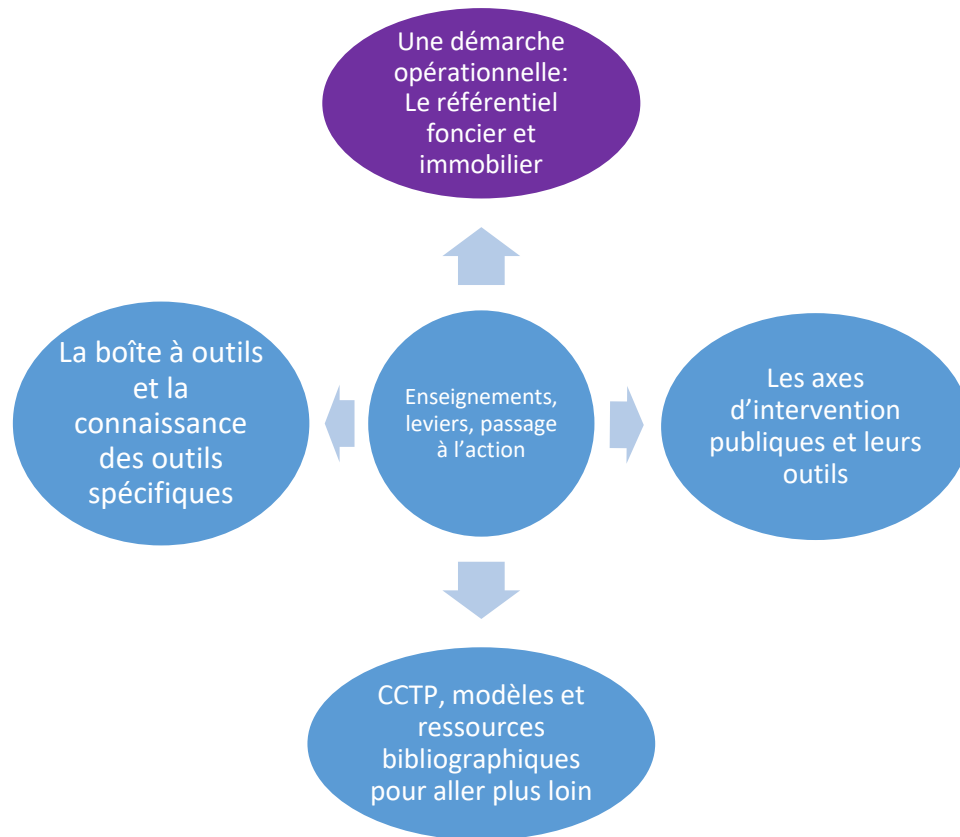 Une démarche
opérationnelle:
Le référentiel
foncier et
immobilier
La boîte à outils
et la
connaissance
des outils
spécifiques
Enseignements,
leviers, passage
à l’action
Les axes
d’intervention
publiques et leurs
outils
CCTP, modèles et
ressources
bibliographiques
pour aller plus loin